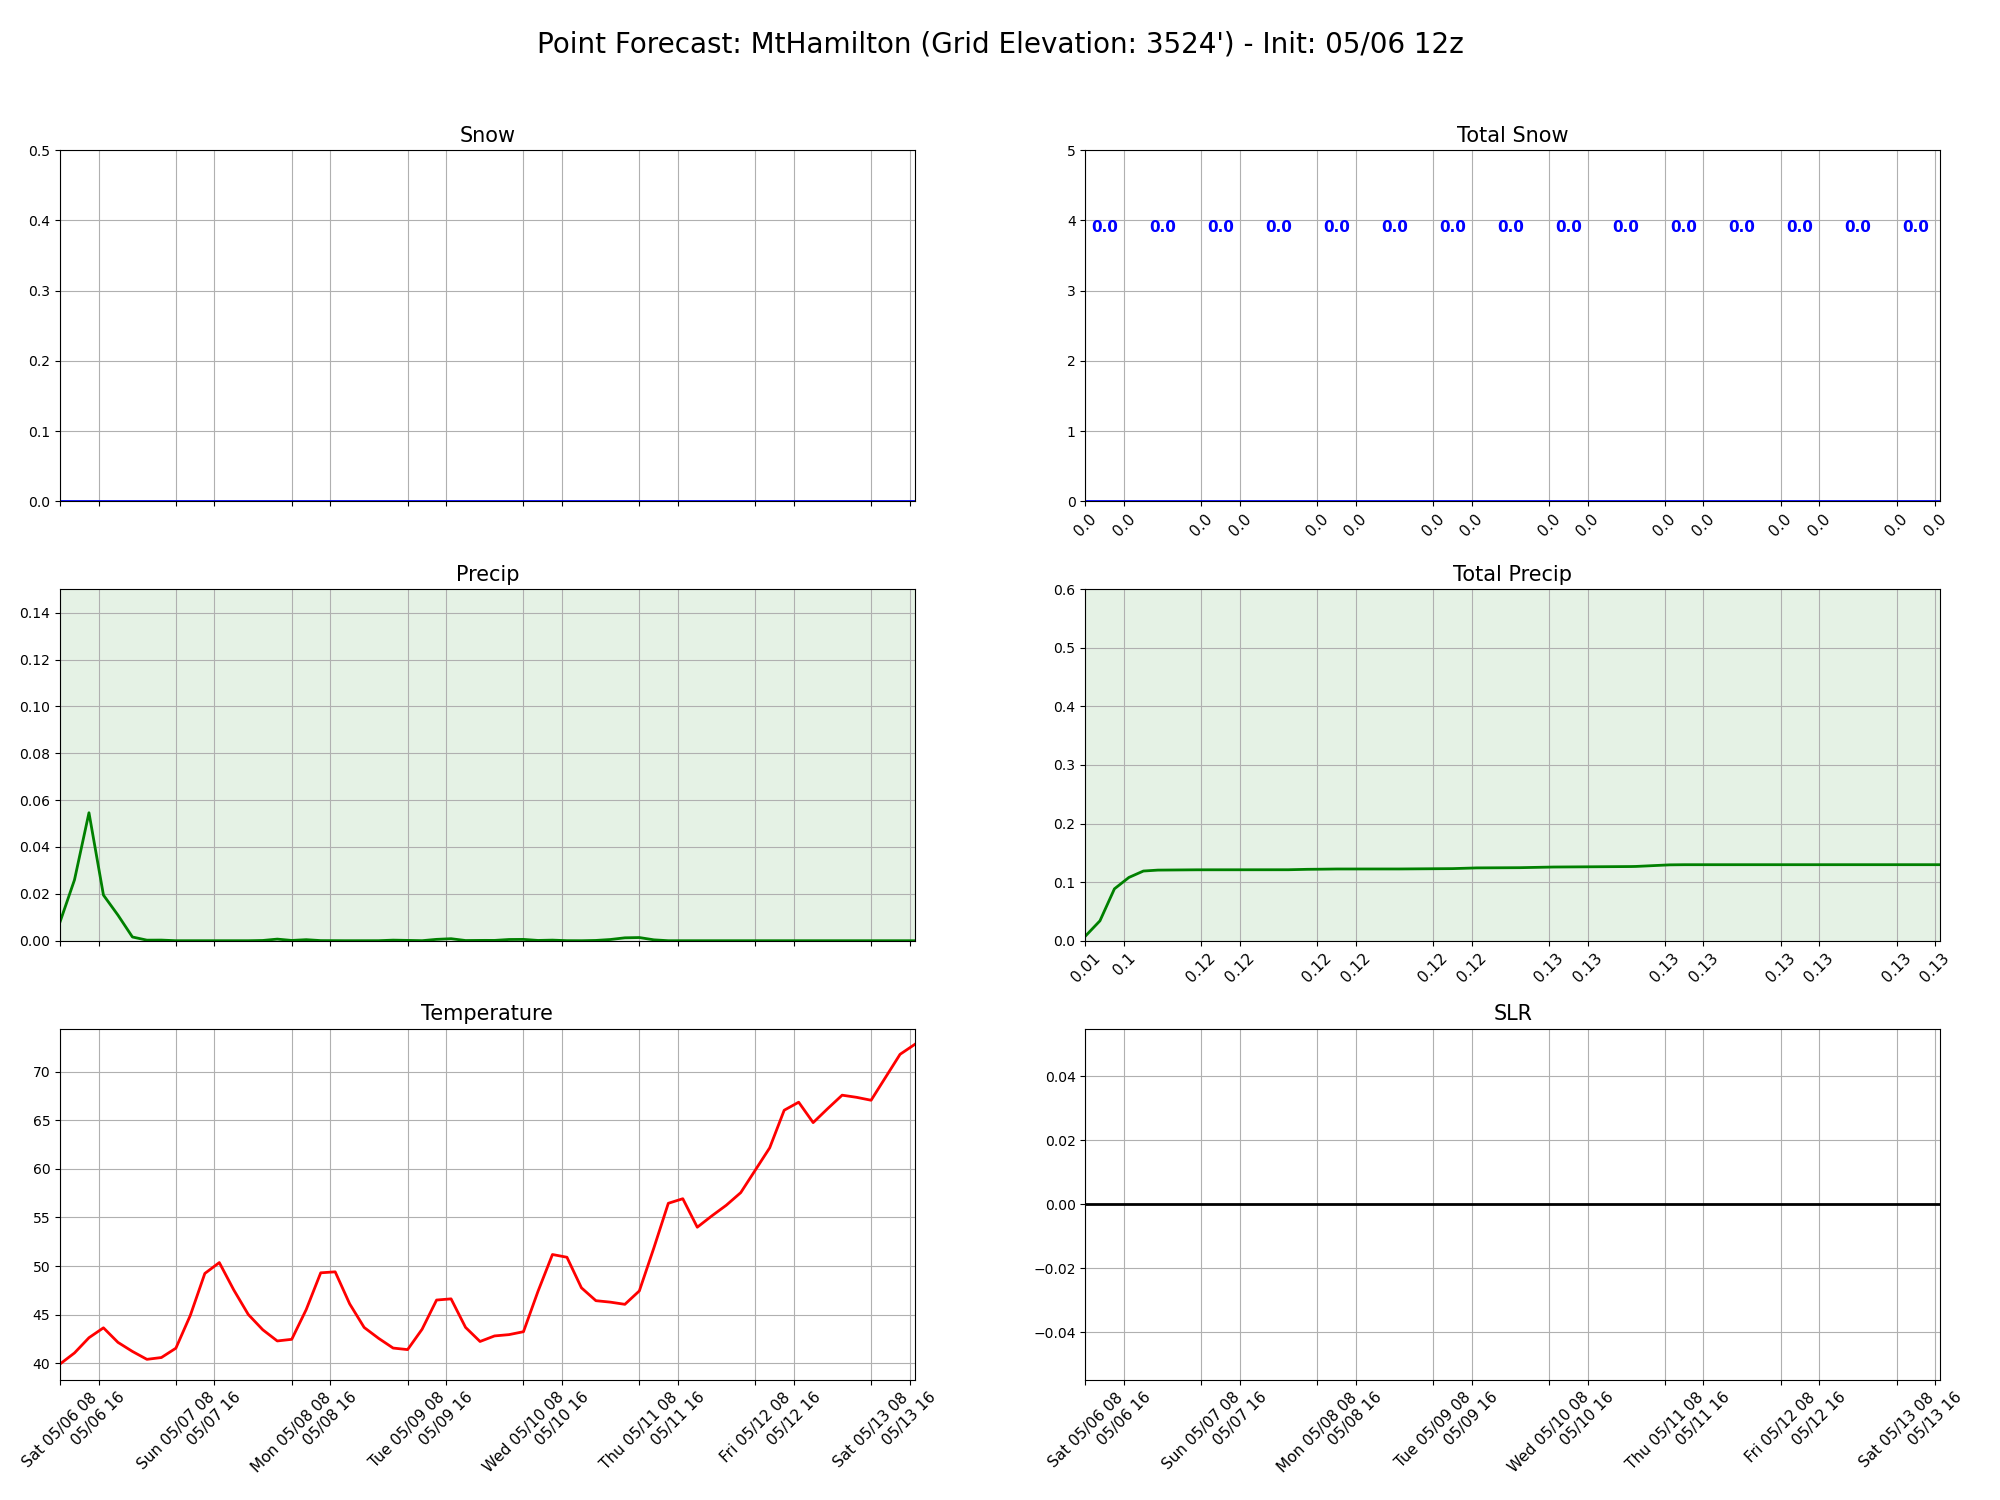 Point Forecast: MtHamilton (Grid Elevation: 3524') - Init: 05/06 12z
Snow
0.5
0.4
0.3
0.2
0.1
0.0
Total Snow
5
4
3
2
1
0
0.0 0.0 0.0 0.0 0.0 0.0 0.0 0.0 0.0 0.0 0.0 0.0 0.0 0.0 0.0
0.0 0.0 0.0 0.0 0.0 0.0 0.0 0.0 0.0 0.0 0.0 0.0 0.0 0.0 0.0 0.0
Precip
0.14
0.12
0.10
0.08
0.06
0.04
0.02
0.00
Total Precip
0.6
0.5
0.4
0.3
0.2
0.1
0.0
0.01 0.1 0.12 0.12 0.12 0.12 0.12 0.12 0.13 0.13 0.13 0.13 0.13 0.13 0.13 0.13
Temperature
70
65
60
55
50
45
40
Sat 05/06 08
05/06 16
Sun 05/07 08
05/07 16
Mon 05/08 08
05/08 16
Tue 05/09 08
05/09 16
Wed 05/10 08
05/10 16
Thu 05/11 08
05/11 16
Fri 05/12 08
05/12 16
Sat 05/13 08
05/13 16
SLR
0.04
0.02
0.00
−0.02
−0.04
Sat 05/06 08
05/06 16
Sun 05/07 08
05/07 16
Mon 05/08 08
05/08 16
Tue 05/09 08
05/09 16
Wed 05/10 08
05/10 16
Thu 05/11 08
05/11 16
Fri 05/12 08
05/12 16
Sat 05/13 08
05/13 16